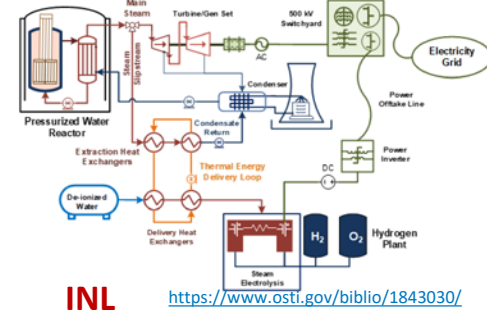 Main
Steam
Turbine/Gen Set
500 kV
Switchyard
Steam
Slipstream
AC
Electricity
Grid
Condenser
Pressurized Water
Reactor
Condensate
Return
Power
Offtake Line
Extraction Heat
Exchangers
Thermal Energy
Delivery Loop
Power
Inverter
DC
De-ionized
Water
Delivery Heat
Exchangers
H2
O2
Hydrogen
Plant
Steam
Electrolysis
INL
https://www.osti.gov/biblio/1843030/